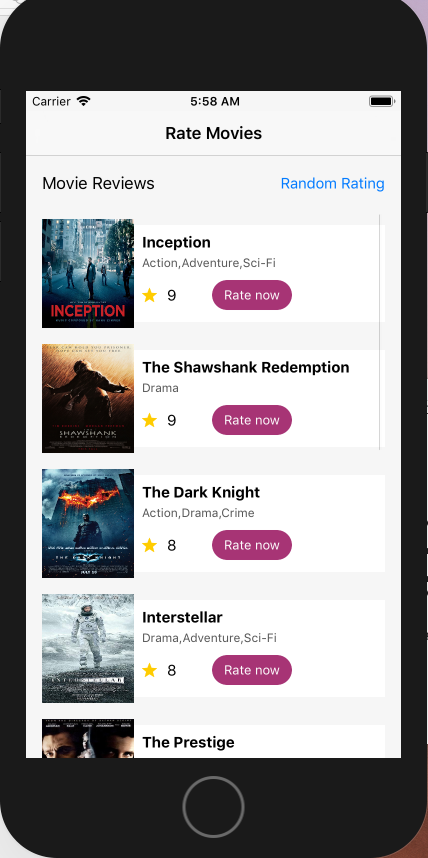 Carrier 5:58 AM
Rate Movies
Movie Reviews Random Rating
INCEPTION
Inception
Action,Adventure,Sci-Fi
9 Rate now
SHAWSHANK
The Shawshank Redemption
Drama
9 Rate now
The Dark Knight
Action,Drama,Crime
8 Rate now
INTERSTELLAR
Interstellar
Drama,Adventure,Sci-Fi
8 Rate now
The Prestige